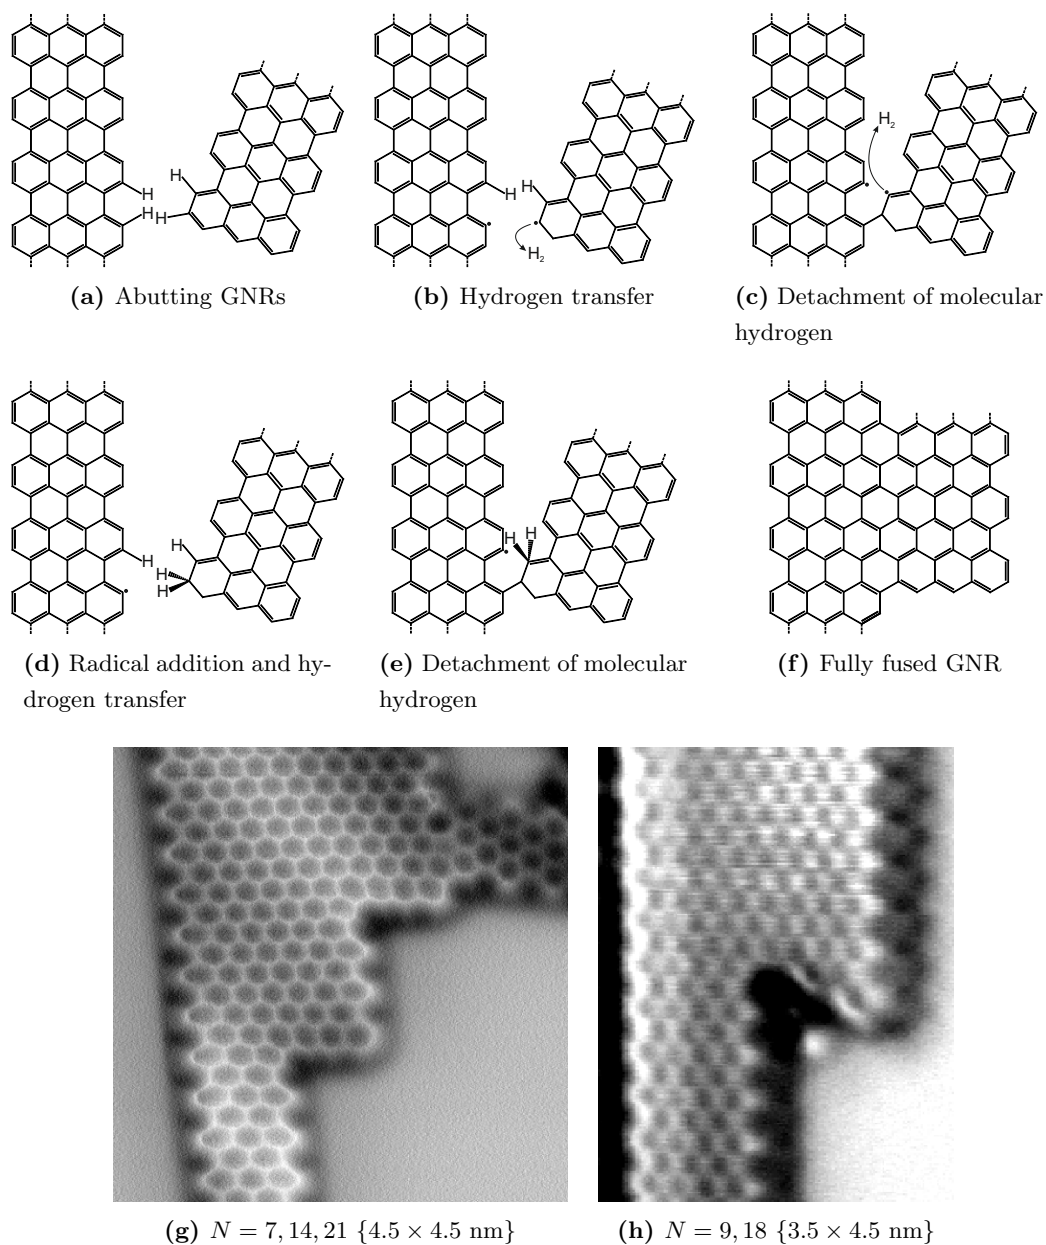 H
H
H
H
(a) Abutting GNRs
H
H
H₂
(b) Hydrogen transfer
H₂
(c) Detachment of molecular
hydrogen
H
H
H
H
(d) Radical addition and hy-
drogen transfer
H
H
(e) Detachment of molecular
hydrogen
(f) Fully fused GNR
(g) N = 7, 14, 21 {4.5 × 4.5 nm}
(h) N = 9, 18 {3.5 × 4.5 nm}